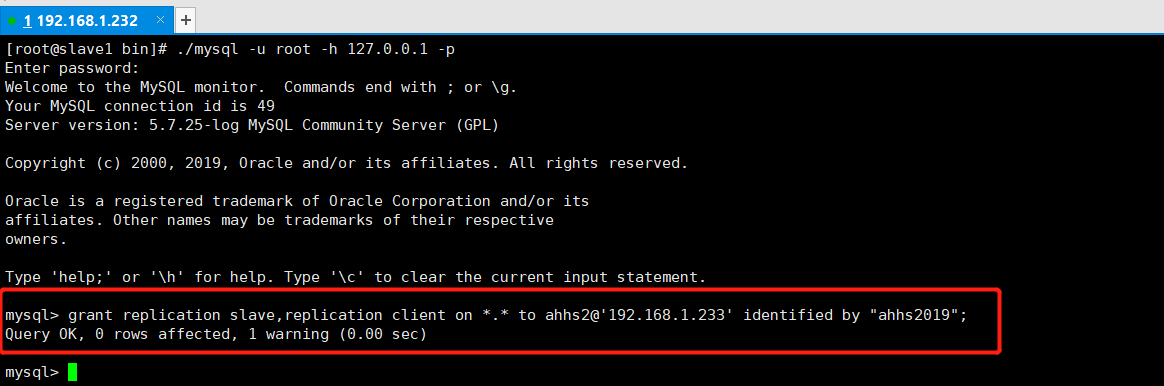 1 192.168.1.232 × +
[root@slave1 bin]# ./mysql -u root -h 127.0.0.1 -p
Enter password:
Welcome to the MySQL monitor.  Commands end with ; or \g.
Your MySQL connection id is 49
Server version: 5.7.25-log MySQL Community Server (GPL)
Copyright (c) 2000, 2019, Oracle and/or its affiliates. All rights reserved.
Oracle is a registered trademark of Oracle Corporation and/or its
affiliates. Other names may be trademarks of their respective
owners.
Type 'help;' or '\h' for help. Type '\c' to clear the current input statement.
mysql> grant replication slave,replication client on *.* to ahhs2@'192.168.1.233' identified by "ahhs2019";
Query OK, 0 rows affected, 1 warning (0.00 sec)
mysql>